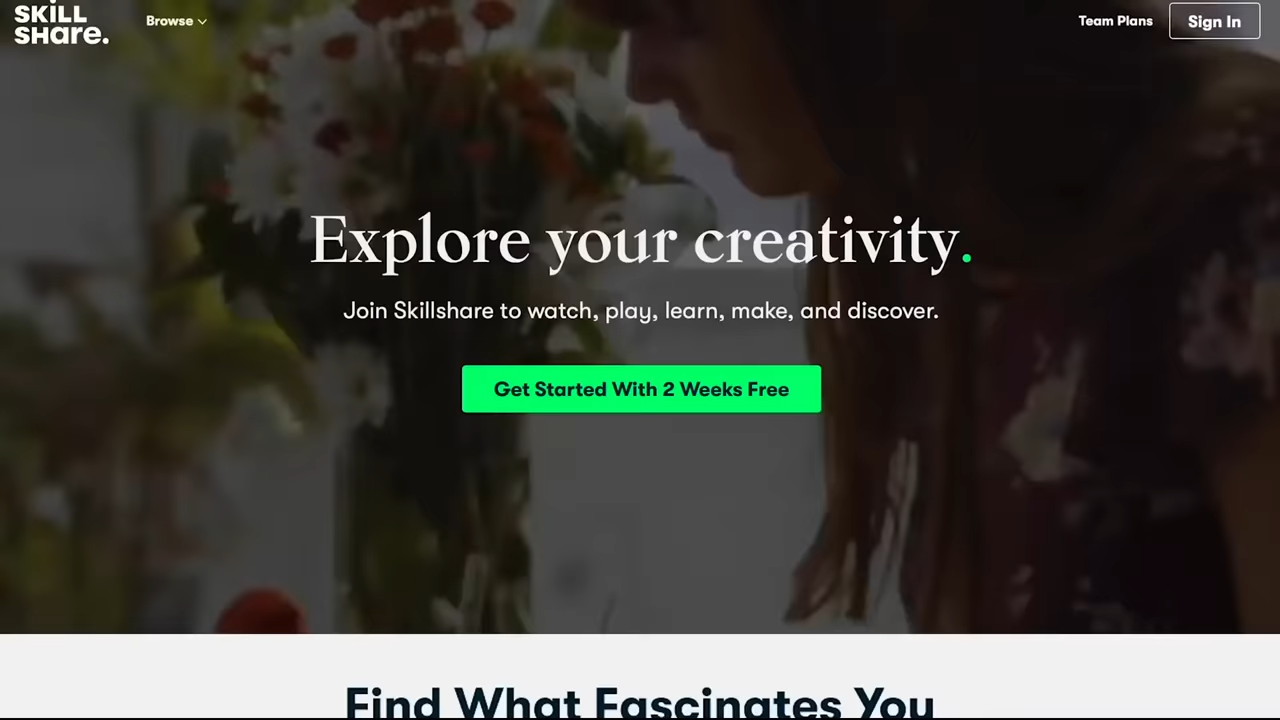 SKiLL
SHare.
Browse
Team Plans
Sign In
Explore your creativity.
Join Skillshare to watch, play, learn, make, and discover.
Get Started With 2 Weeks Free
Find What Fascinates You